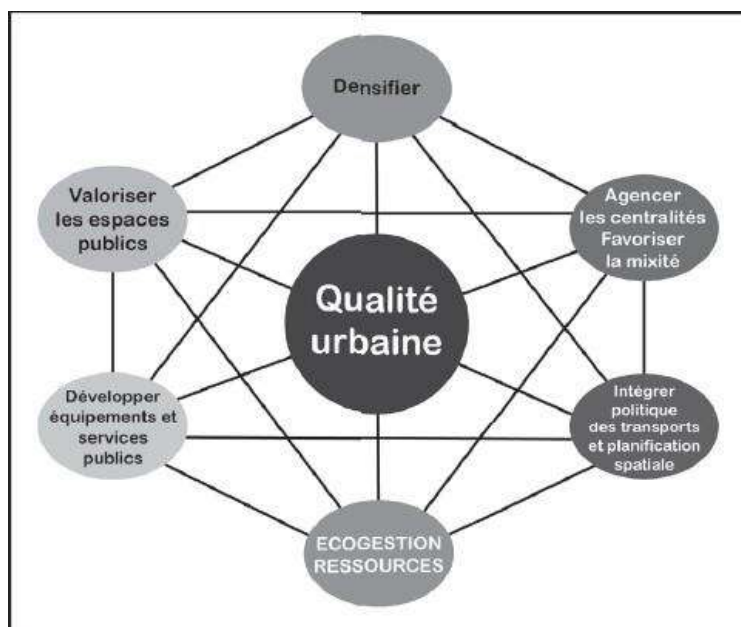 Densifier
Valoriser
les espaces
publics
Agencer
les centralités
Favoriser
la mixité
Qualité
urbaine
Développer
équipements et
services
publics
Intégrer
politique
des transports
et planification
spatiale
ECOGESTION
RESSOURCES